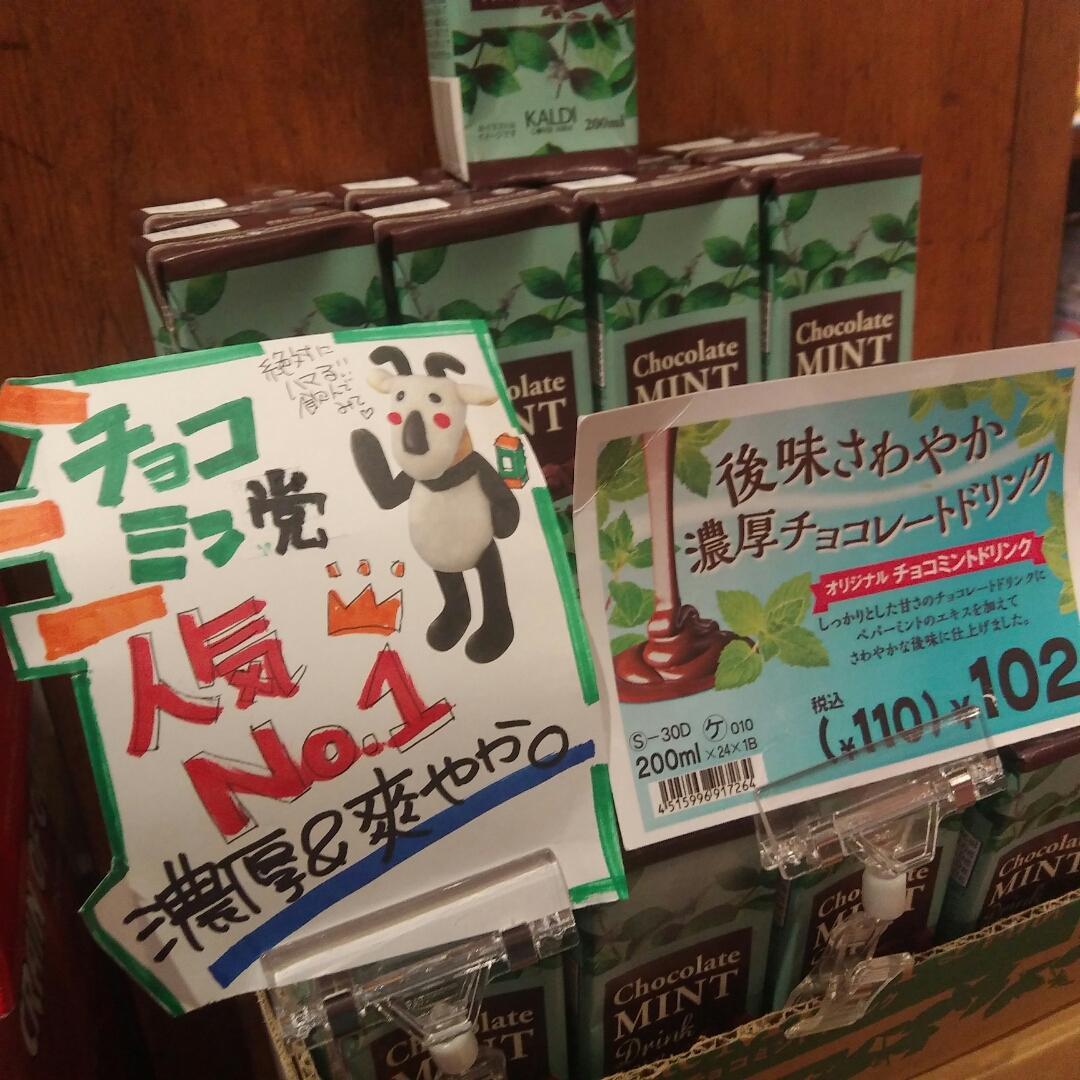 KALDI
COFFEE FARM
200ml
Chocolate
MINT
Chocolate
MINT
絶対に
ハマる!!
飲んで
みて♡
チョコ
ミン党
人気
No.1
濃厚&爽やか。
後味さわやか
濃厚チョコレートドリンク
オリジナル チョコミントドリンク
しっかりとした甘さのチョコレートドリンクに
ペパーミントのエキスを加えて
さわやかな後味に仕上げました。
税込
(¥110) ¥102
Ⓢ-30D ㋘ 010
200ml ×24×1B
4515996917264
Chocolate
MINT
Drink
Chocolate
MINT